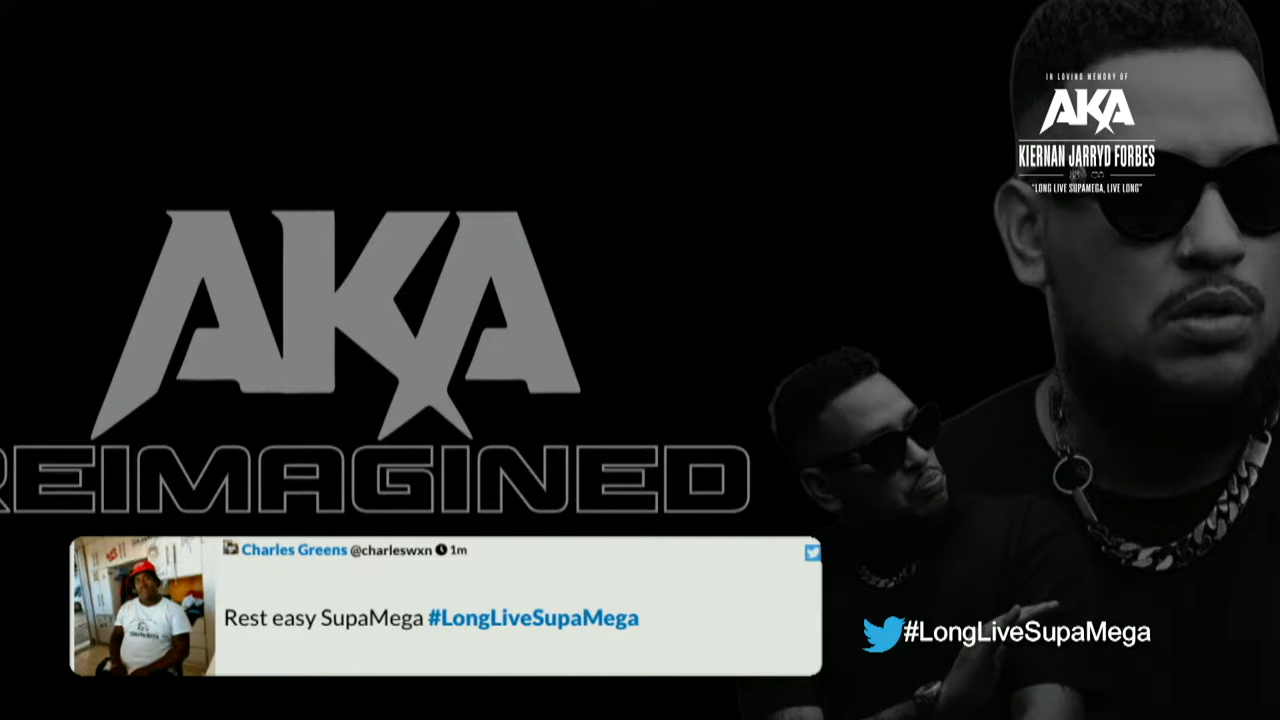 IN LOVING MEMORY OF
AKA
KIERNAN JARRYD FORBES
"LONG LIVE SUPAMEGA, LIVE LONG"
AKA
REIMAGINED
Charles Greens @charleswxn 1m
Rest easy SupaMega #LongLiveSupaMega
#LongLiveSupaMega